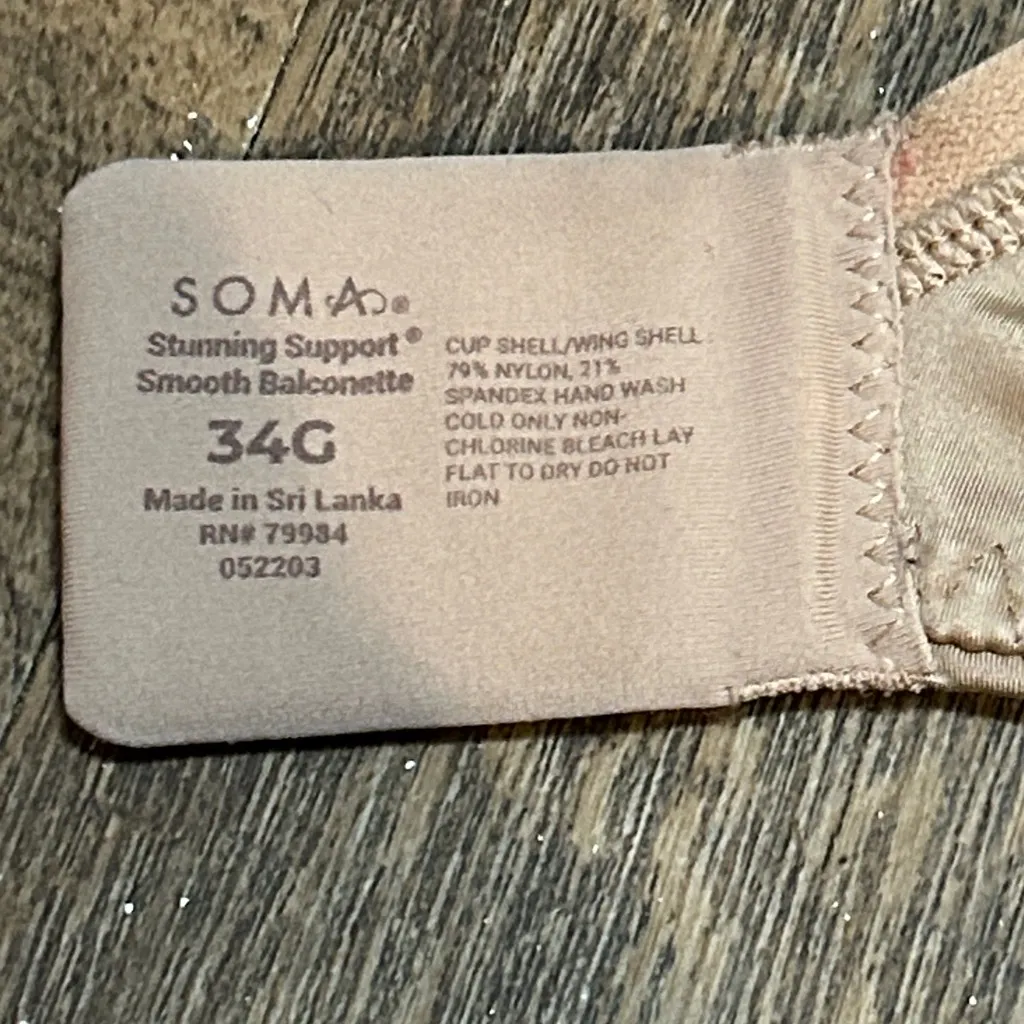 SOMA®
Stunning Support®
Smooth Balconette
34G
Made in Sri Lanka
RN# 79984
052203
CUP SHELL/WING SHELL
79% NYLON, 21%
SPANDEX HAND WASH
COLD ONLY NON-
CHLORINE BLEACH LAY
FLAT TO DRY DO NOT
IRON